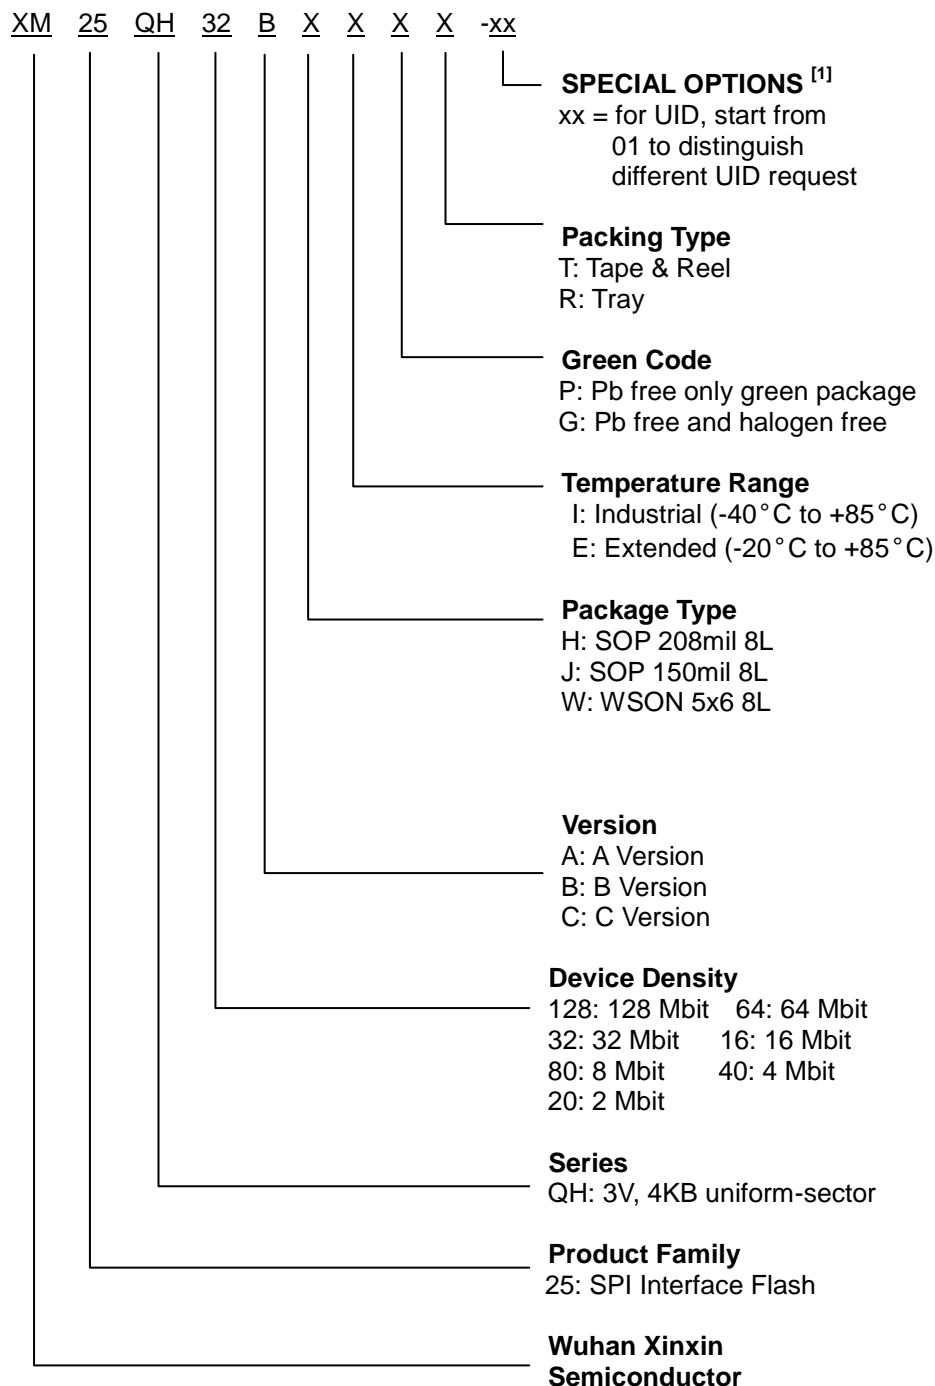 XM 25 QH 32 B X X X X -xx
SPECIAL OPTIONS [1]
xx = for UID, start from
01 to distinguish
different UID request
Packing Type
T: Tape & Reel
R: Tray
Green Code
P: Pb free only green package
G: Pb free and halogen free
Temperature Range
I: Industrial (-40°C to +85°C)
E: Extended (-20°C to +85°C)
Package Type
H: SOP 208mil 8L
J: SOP 150mil 8L
W: WSON 5x6 8L
Version
A: A Version
B: B Version
C: C Version
Device Density
128: 128 Mbit 64: 64 Mbit
32: 32 Mbit 16: 16 Mbit
80: 8 Mbit 40: 4 Mbit
20: 2 Mbit
Series
QH: 3V, 4KB uniform-sector
Product Family
25: SPI Interface Flash
Wuhan Xinxin
Semiconductor